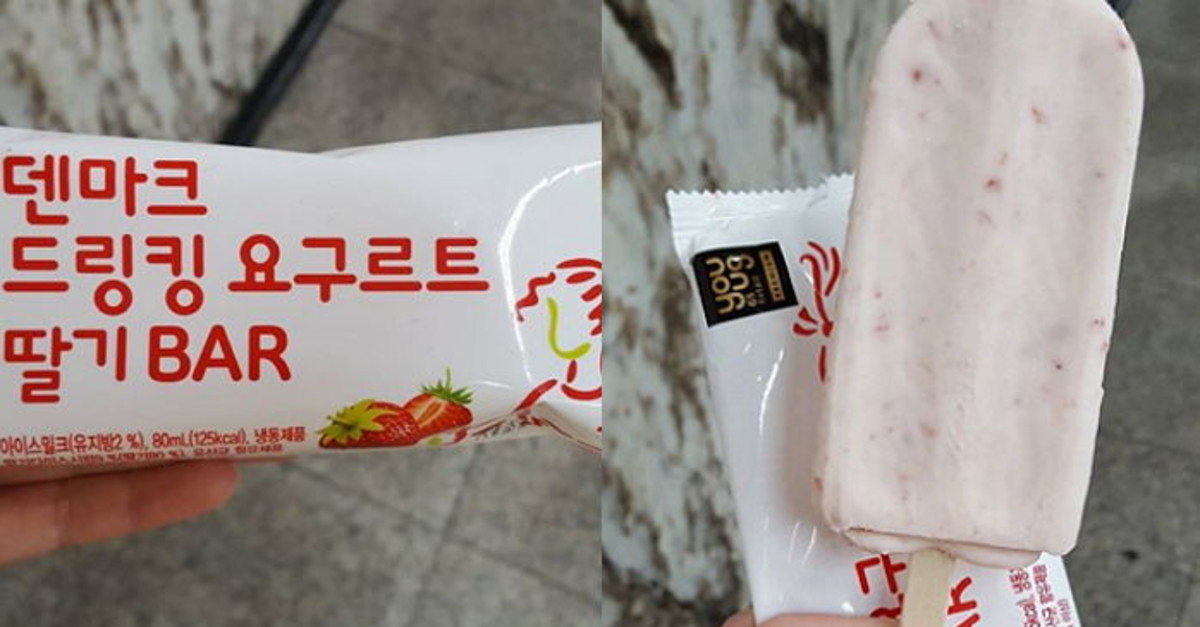 덴마크
드링킹 요구르트
딸기 BAR
아이스밀크(유지방2 %), 80ml.(125kcal), 냉동제품
you
ug